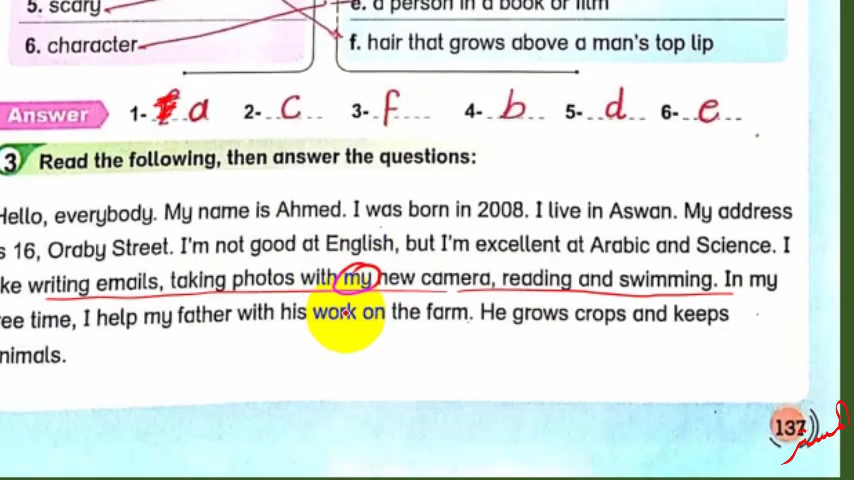 5. scary
e. a person in a book or film
6. character
f. hair that grows above a man's top lip
Answer 1- a 2- c 3- f 4- b 5- d 6- e
3 Read the following, then answer the questions:
Hello, everybody. My name is Ahmed. I was born in 2008. I live in Aswan. My address
s 16, Oraby Street. I'm not good at English, but I'm excellent at Arabic and Science. I
ke writing emails, taking photos with my new camera, reading and swimming. In my
ree time, I help my father with his work on the farm. He grows crops and keeps
nimals.
137